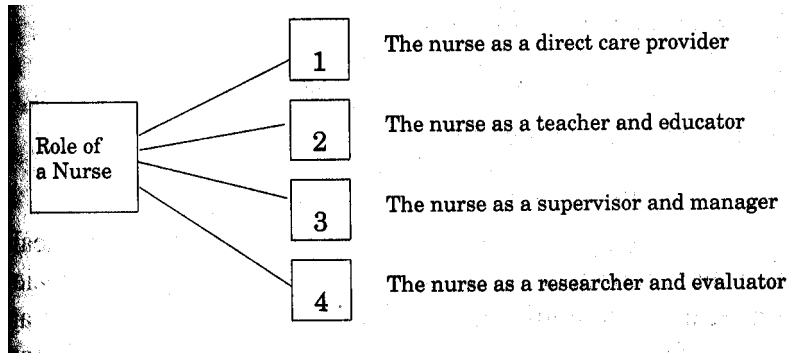 1 The nurse as a direct care provider
2 The nurse as a teacher and educator
Role of
a Nurse
3 The nurse as a supervisor and manager
4 The nurse as a researcher and evaluator